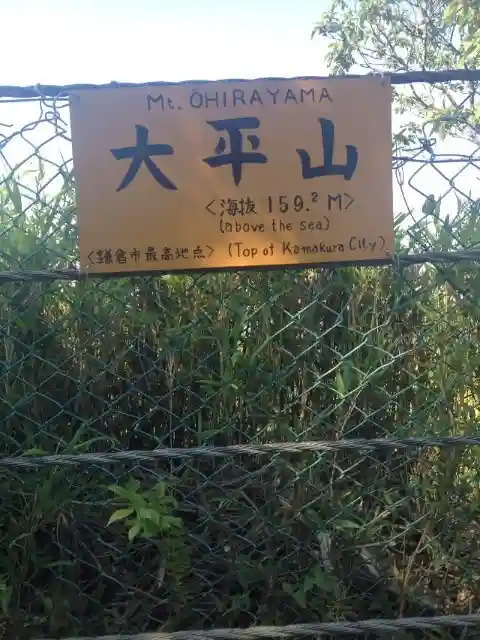 Mt. ŌHIRAYAMA
大平山
〈海抜 159.² M〉
(above the sea)
〈鎌倉市最高地点〉 (Top of Kamakura City)